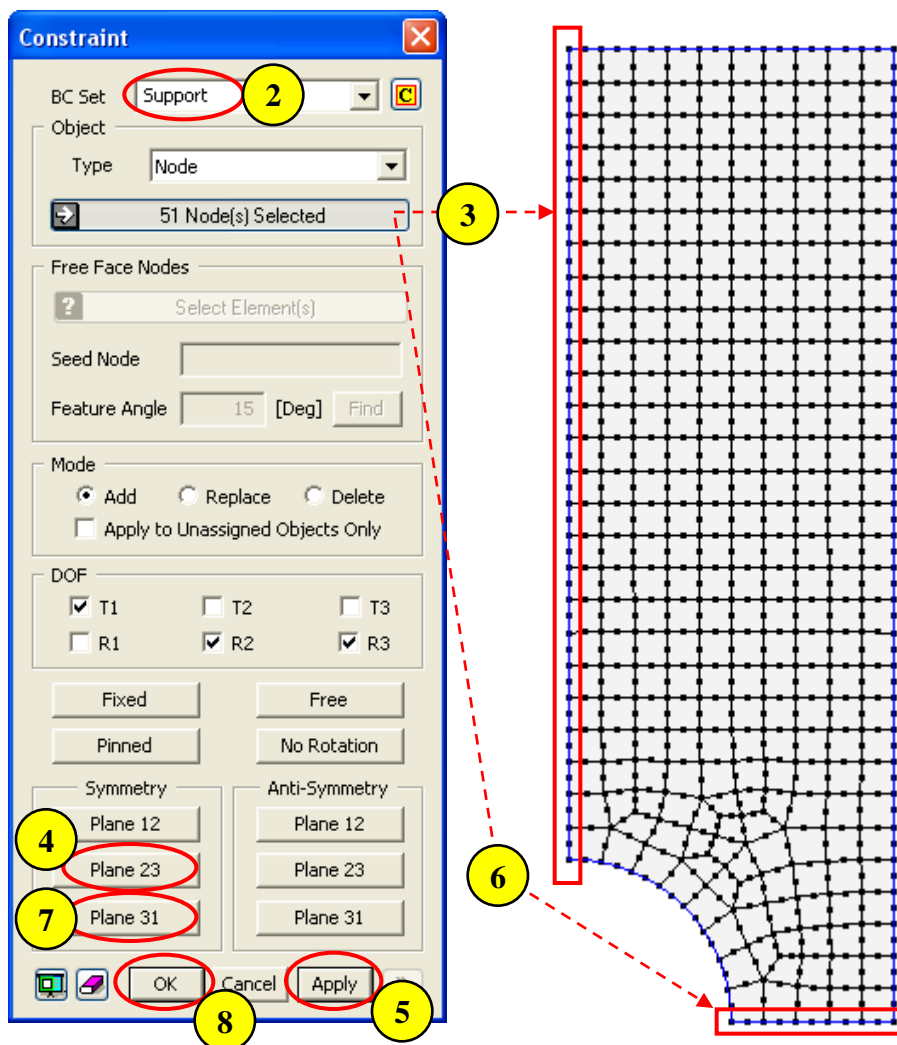 Constraint
BC Set Support 2 C
Object
Type Node
51 Node(s) Selected 3
Free Face Nodes
? Select Element(s)
Seed Node
Feature Angle 15 [Deg] Find
Mode
Add Replace Delete
Apply to Unassigned Objects Only
DOF
T1 T2 T3
R1 R2 R3
Fixed Free
Pinned No Rotation
Symmetry Anti-Symmetry
Plane 12 Plane 12
4 Plane 23 Plane 23
6
7 Plane 31 Plane 31
OK Cancel Apply
8 5